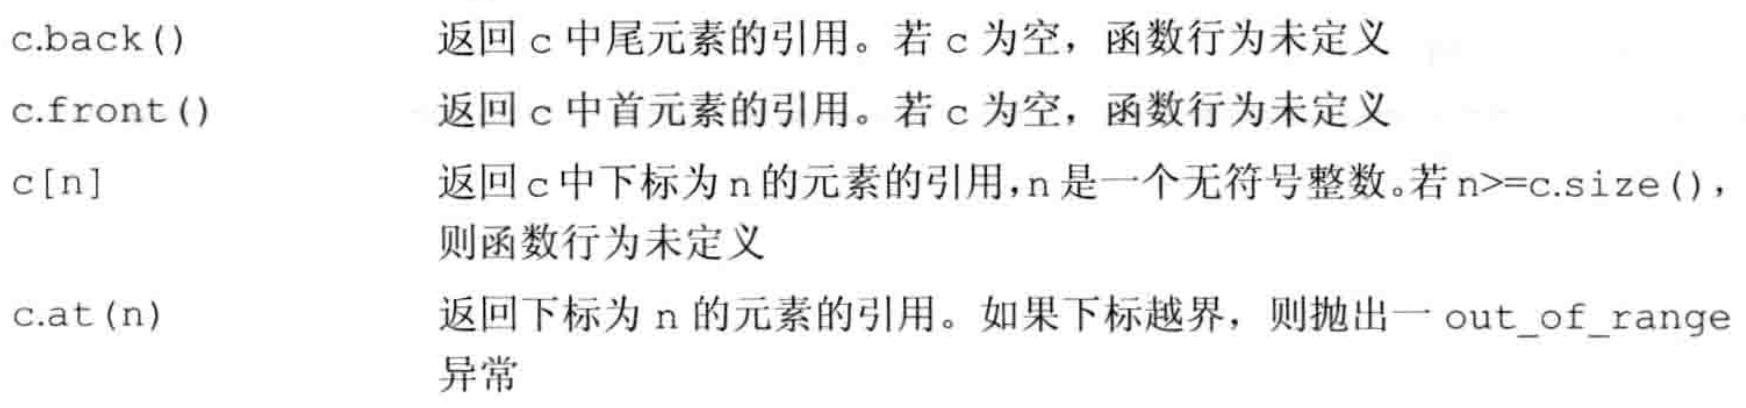 c.back() 返回 c 中尾元素的引用。若 c 为空，函数行为未定义
c.front() 返回 c 中首元素的引用。若 c 为空，函数行为未定义
c[n] 返回 c 中下标为 n 的元素的引用，n 是一个无符号整数。若 n>=c.size()，
则函数行为未定义
c.at(n) 返回下标为 n 的元素的引用。如果下标越界，则抛出一 out_of_range
异常